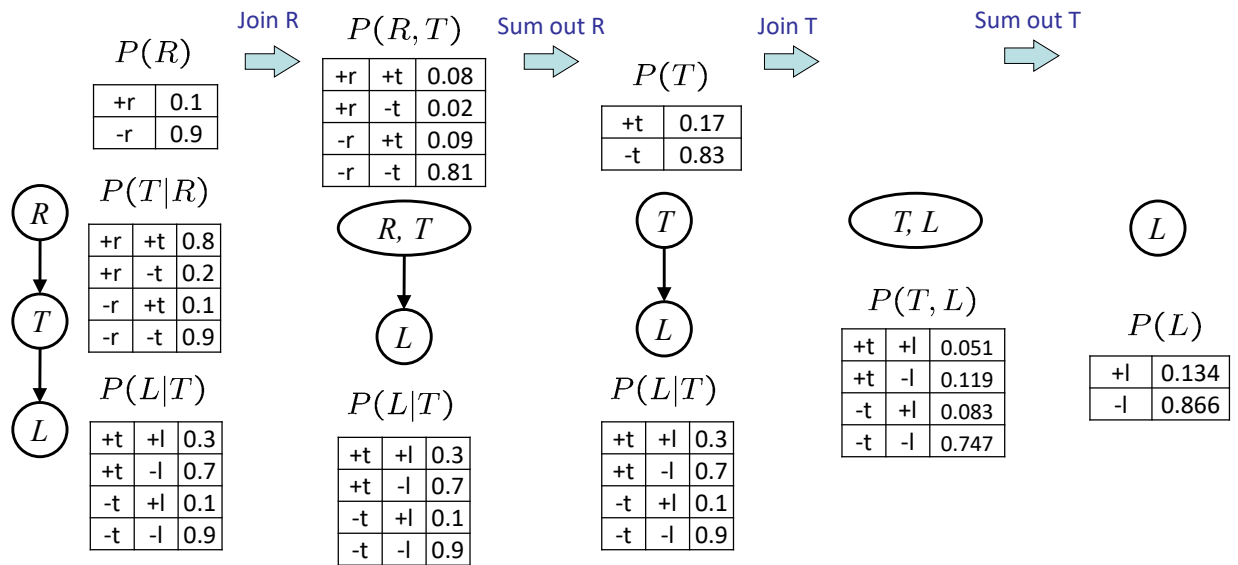 Join R
Sum out R
Join T
Sum out T
P(R)
+r 0.1
-r 0.9
P(T|R)
+r +t 0.8
+r -t 0.2
-r +t 0.1
-r -t 0.9
P(L|T)
+t +l 0.3
+t -l 0.7
-t +l 0.1
-t -l 0.9
R
T
L
P(R, T)
+r +t 0.08
+r -t 0.02
-r +t 0.09
-r -t 0.81
R, T
L
P(L|T)
+t +l 0.3
+t -l 0.7
-t +l 0.1
-t -l 0.9
P(T)
+t 0.17
-t 0.83
T
L
P(L|T)
+t +l 0.3
+t -l 0.7
-t +l 0.1
-t -l 0.9
T, L
P(T, L)
+t +l 0.051
+t -l 0.119
-t +l 0.083
-t -l 0.747
L
P(L)
+l 0.134
-l 0.866